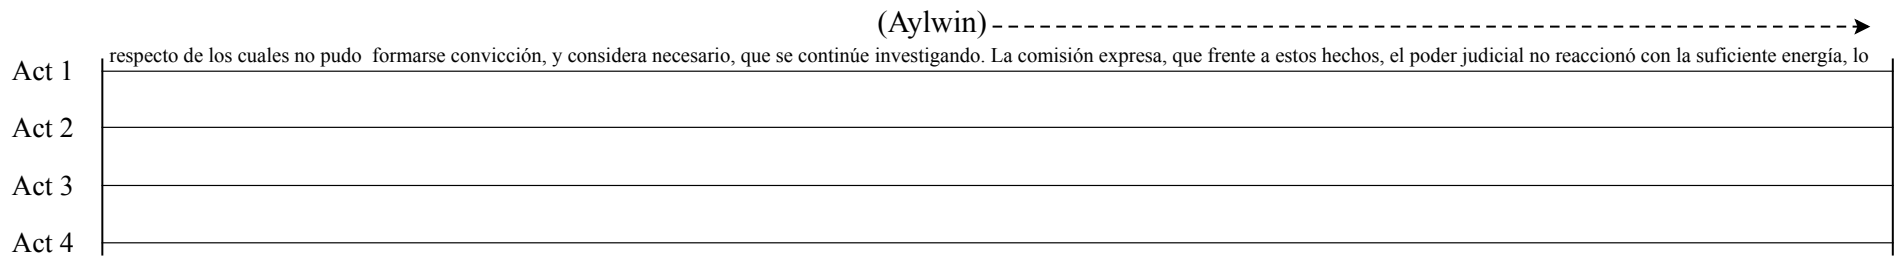 (Aylwin)
respecto de los cuales no pudo  formarse convicción, y considera necesario, que se continúe investigando. La comisión expresa, que frente a estos hechos, el poder judicial no reaccionó con la suficiente energía, lo
Act 1
Act 2
Act 3
Act 4